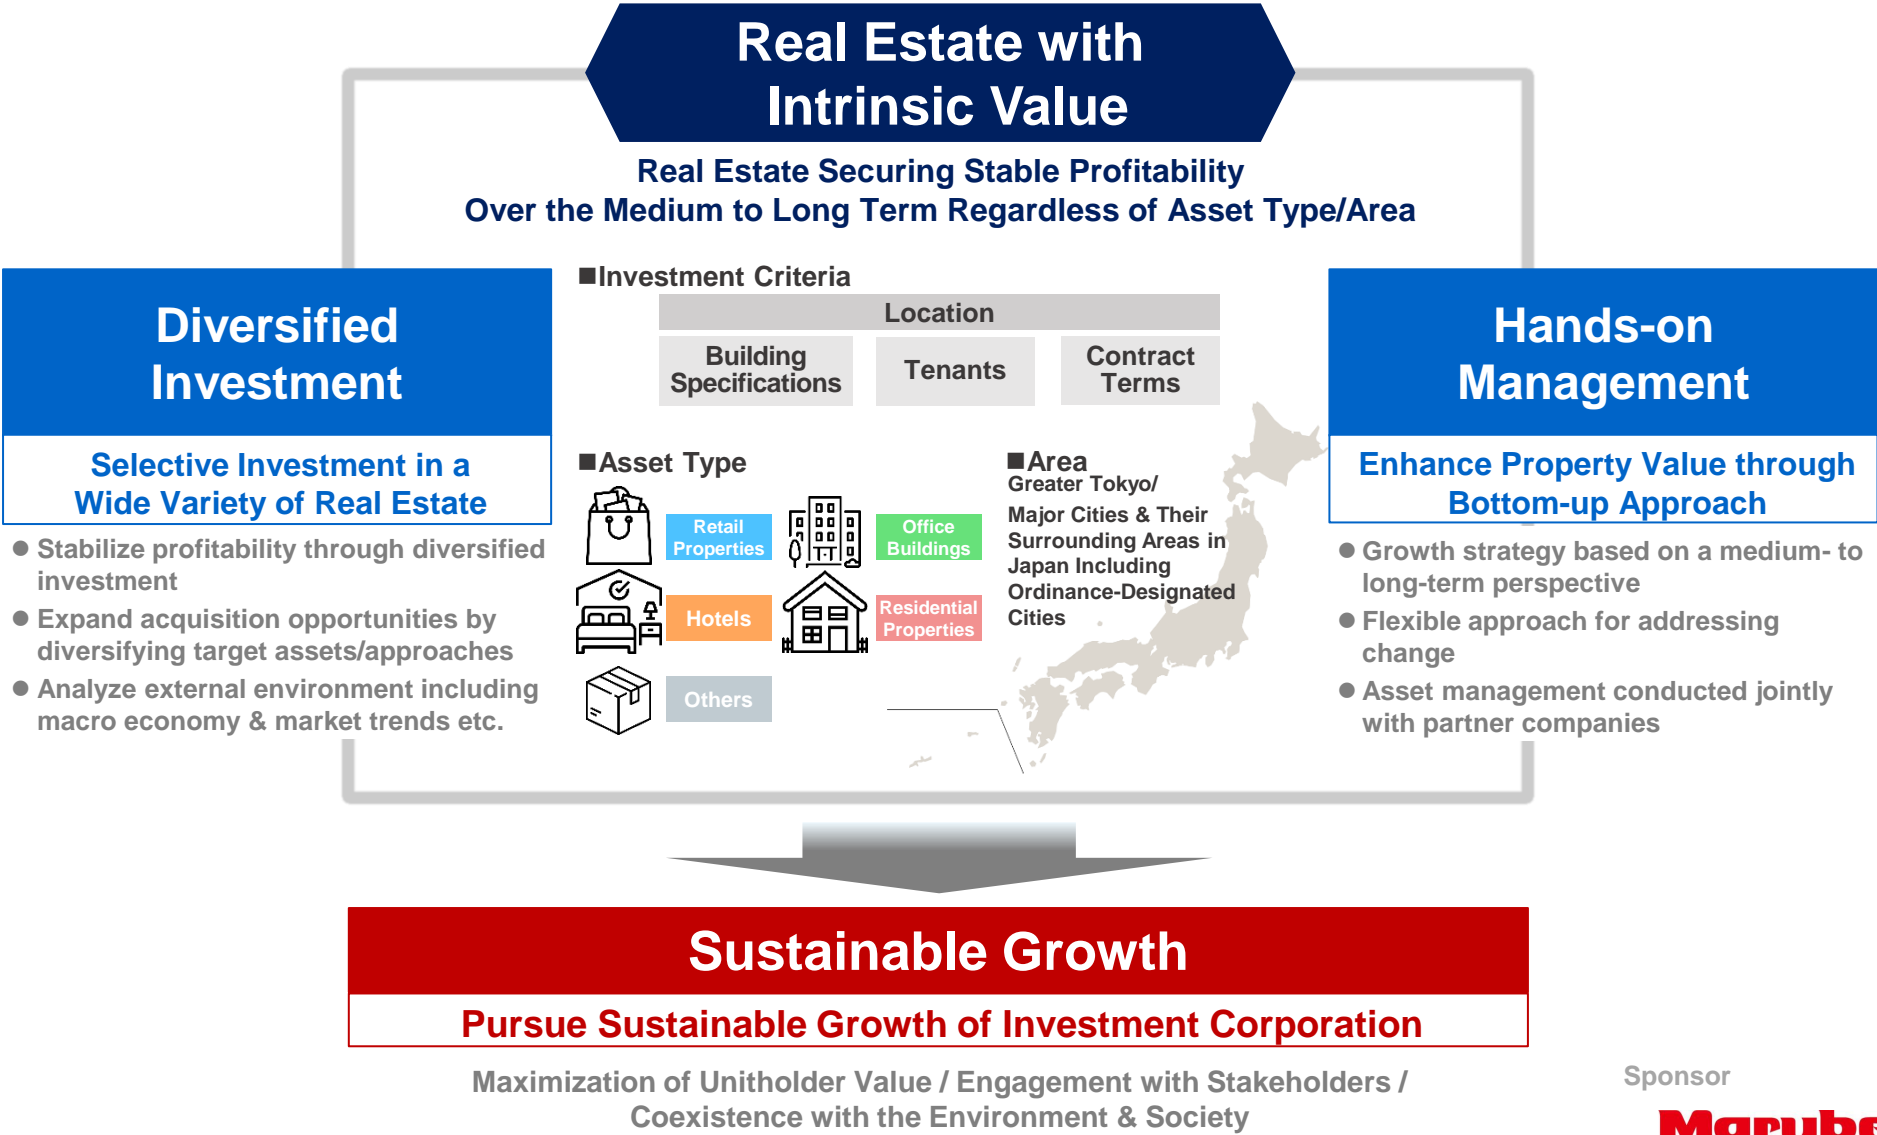 Real Estate with
Intrinsic Value
Real Estate Securing Stable Profitability
Over the Medium to Long Term Regardless of Asset Type/Area
Diversified
Investment
Selective Investment in a
Wide Variety of Real Estate
● Stabilize profitability through diversified
investment
● Expand acquisition opportunities by
diversifying target assets/approaches
● Analyze external environment including
macro economy & market trends etc.
■Investment Criteria
Location
Building
Specifications
Tenants
Contract
Terms
■Asset Type
Retail
Properties
Office
Buildings
Hotels
Residential
Properties
Others
■Area
Greater Tokyo/
Major Cities & Their
Surrounding Areas in
Japan Including
Ordinance-Designated
Cities
Hands-on
Management
Enhance Property Value through
Bottom-up Approach
● Growth strategy based on a medium- to
long-term perspective
● Flexible approach for addressing
change
● Asset management conducted jointly
with partner companies
Sustainable Growth
Pursue Sustainable Growth of Investment Corporation
Maximization of Unitholder Value / Engagement with Stakeholders /
Coexistence with the Environment & Society
Sponsor